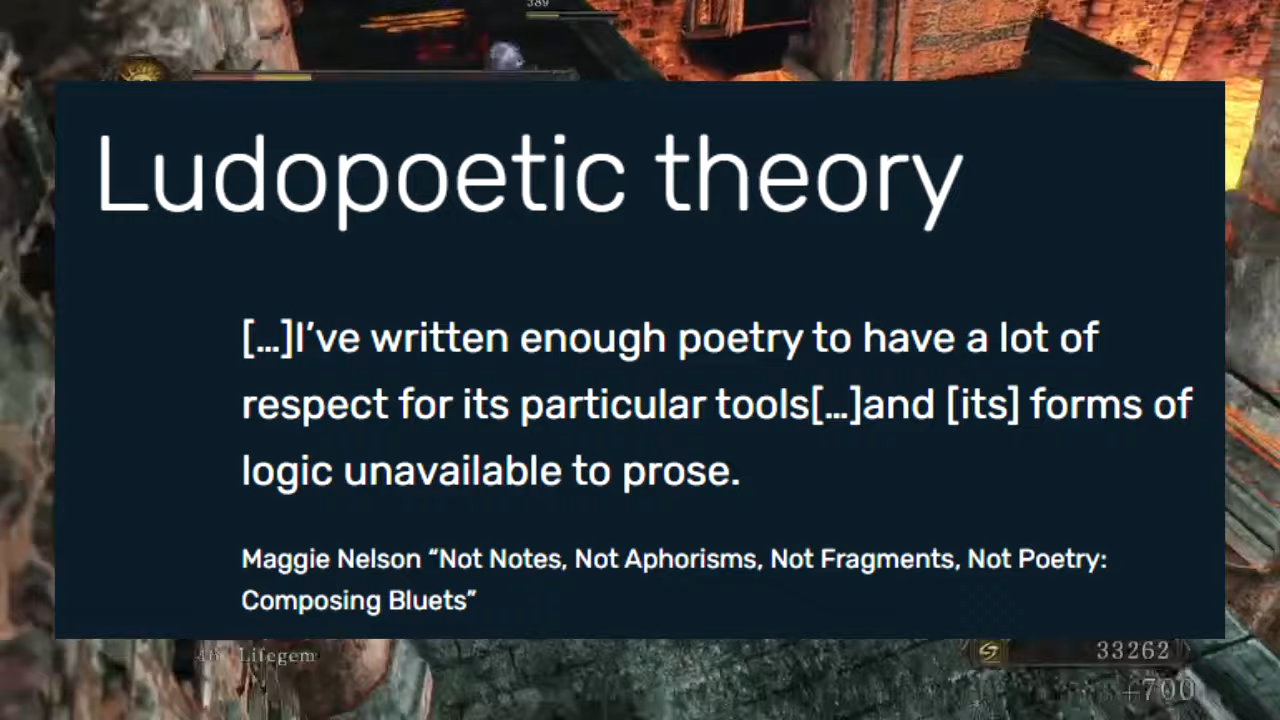 389
Ludopoetic theory
[...]I’ve written enough poetry to have a lot of
respect for its particular tools[...]and [its] forms of
logic unavailable to prose.
Maggie Nelson “Not Notes, Not Aphorisms, Not Fragments, Not Poetry:
Composing Bluets”
Lifegem
33262
+700